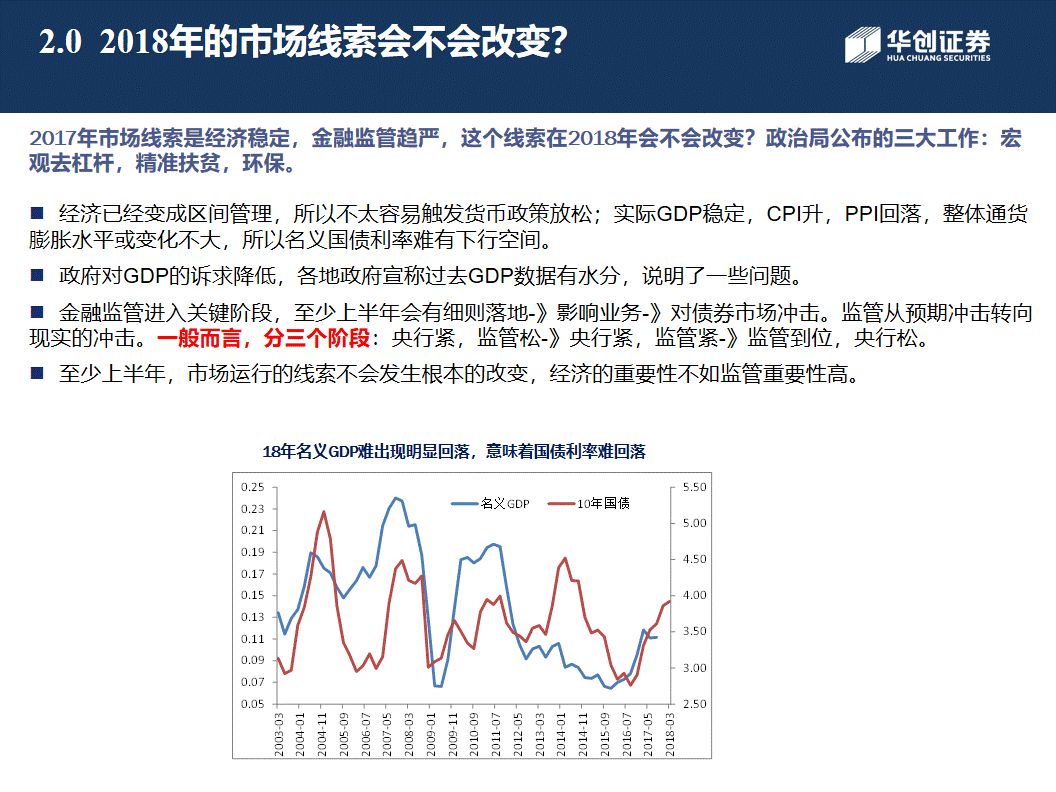 2.0 2018年的市场线索会不会改变？
华创证券
HUA CHUANG SECURITIES
2017年市场线索是经济稳定，金融监管趋严，这个线索在2018年会不会改变？政治局公布的三大工作：宏
观去杠杆，精准扶贫，环保。
■ 经济已经变成区间管理，所以不太容易触发货币政策放松；实际GDP稳定，CPI升，PPI回落，整体通货
膨胀水平或变化不大，所以名义国债利率难有下行空间。
■ 政府对GDP的诉求降低，各地政府宣称过去GDP数据有水分，说明了一些问题。
■ 金融监管进入关键阶段，至少上半年会有细则落地-》影响业务-》对债券市场冲击。监管从预期冲击转向
现实的冲击。一般而言，分三个阶段：央行紧，监管松-》央行紧，监管紧-》监管到位，央行松。
■ 至少上半年，市场运行的线索不会发生根本的改变，经济的重要性不如监管重要性高。
18年名义GDP难出现明显回落，意味着国债利率难回落
名义GDP 10年国债
0.25 5.50
0.23
0.21 5.00
0.19 4.50
0.17
0.15 4.00
0.13
0.11 3.50
0.09 3.00
0.07
0.05 2.50
2003-03 2004-01 2004-11 2005-09 2006-07 2007-05 2008-03 2009-01 2009-11 2010-09 2011-07 2012-05 2013-03 2014-01 2014-11 2015-09 2016-07 2017-05 2018-03